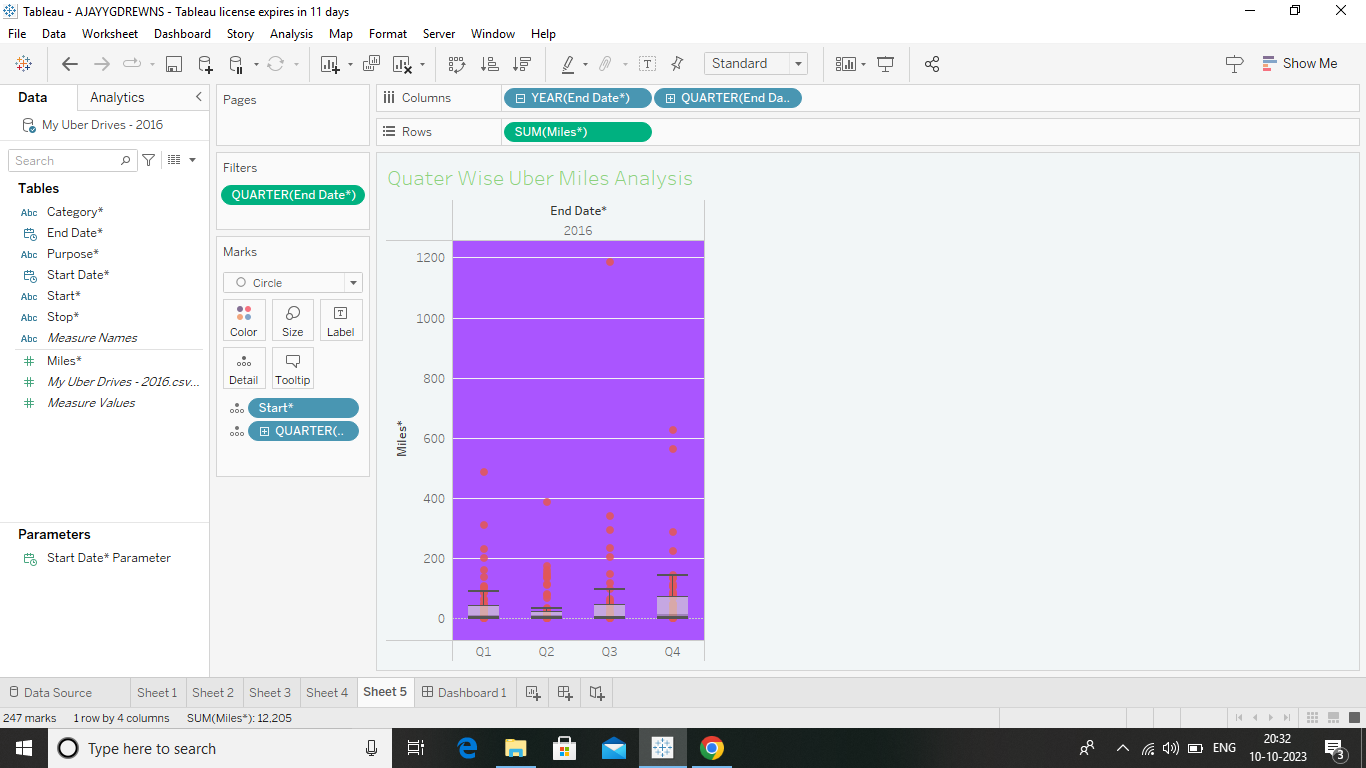 Tableau - AJAYYGDREWNS - Tableau license expires in 11 days
File Data Worksheet Dashboard Story Analysis Map Format Server Window Help
Standard
Show Me
Data
Analytics
My Uber Drives - 2016
Search
Tables
Abc Category*
End Date*
Abc Purpose*
Start Date*
Abc Start*
Abc Stop*
Abc Measure Names
Miles*
My Uber Drives - 2016.csv...
Measure Values
Parameters
Start Date* Parameter
Pages
Filters
QUARTER(End Date*)
Marks
Circle
Color Size Label
Detail Tooltip
Start*
QUARTER(..
Columns YEAR(End Date*) QUARTER(End Da..
Rows SUM(Miles*)
Quater Wise Uber Miles Analysis
End Date*
2016
Miles*
1200
1000
800
600
400
200
0
Q1 Q2 Q3 Q4
Data Source Sheet 1 Sheet 2 Sheet 3 Sheet 4 Sheet 5 Dashboard 1
247 marks 1 row by 4 columns SUM(Miles*): 12,205
Type here to search
ENG
20:32
10-10-2023
3